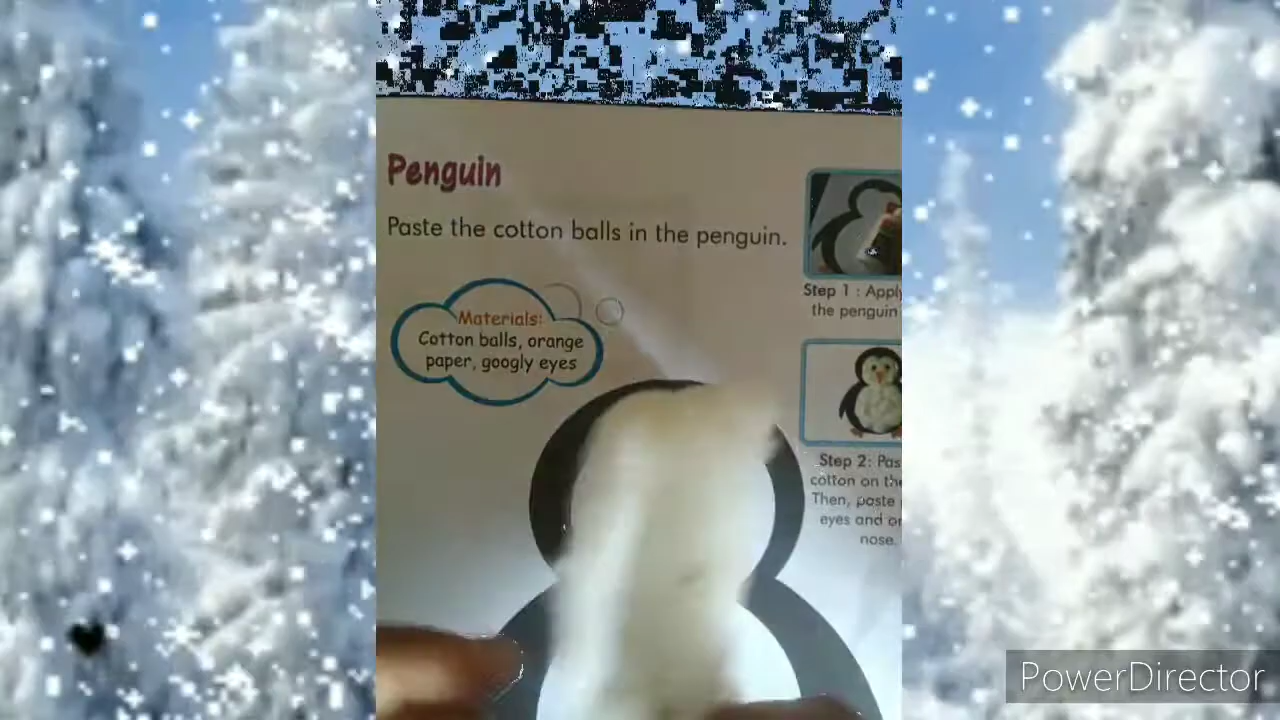 Penguin
Paste the cotton balls in the penguin.
Materials:
Cotton balls, orange
paper, googly eyes
Step 1 : Apply
the penguin
Step 2: Pas
cotton on the
Then, paste
eyes and or
nose.
PowerDirector